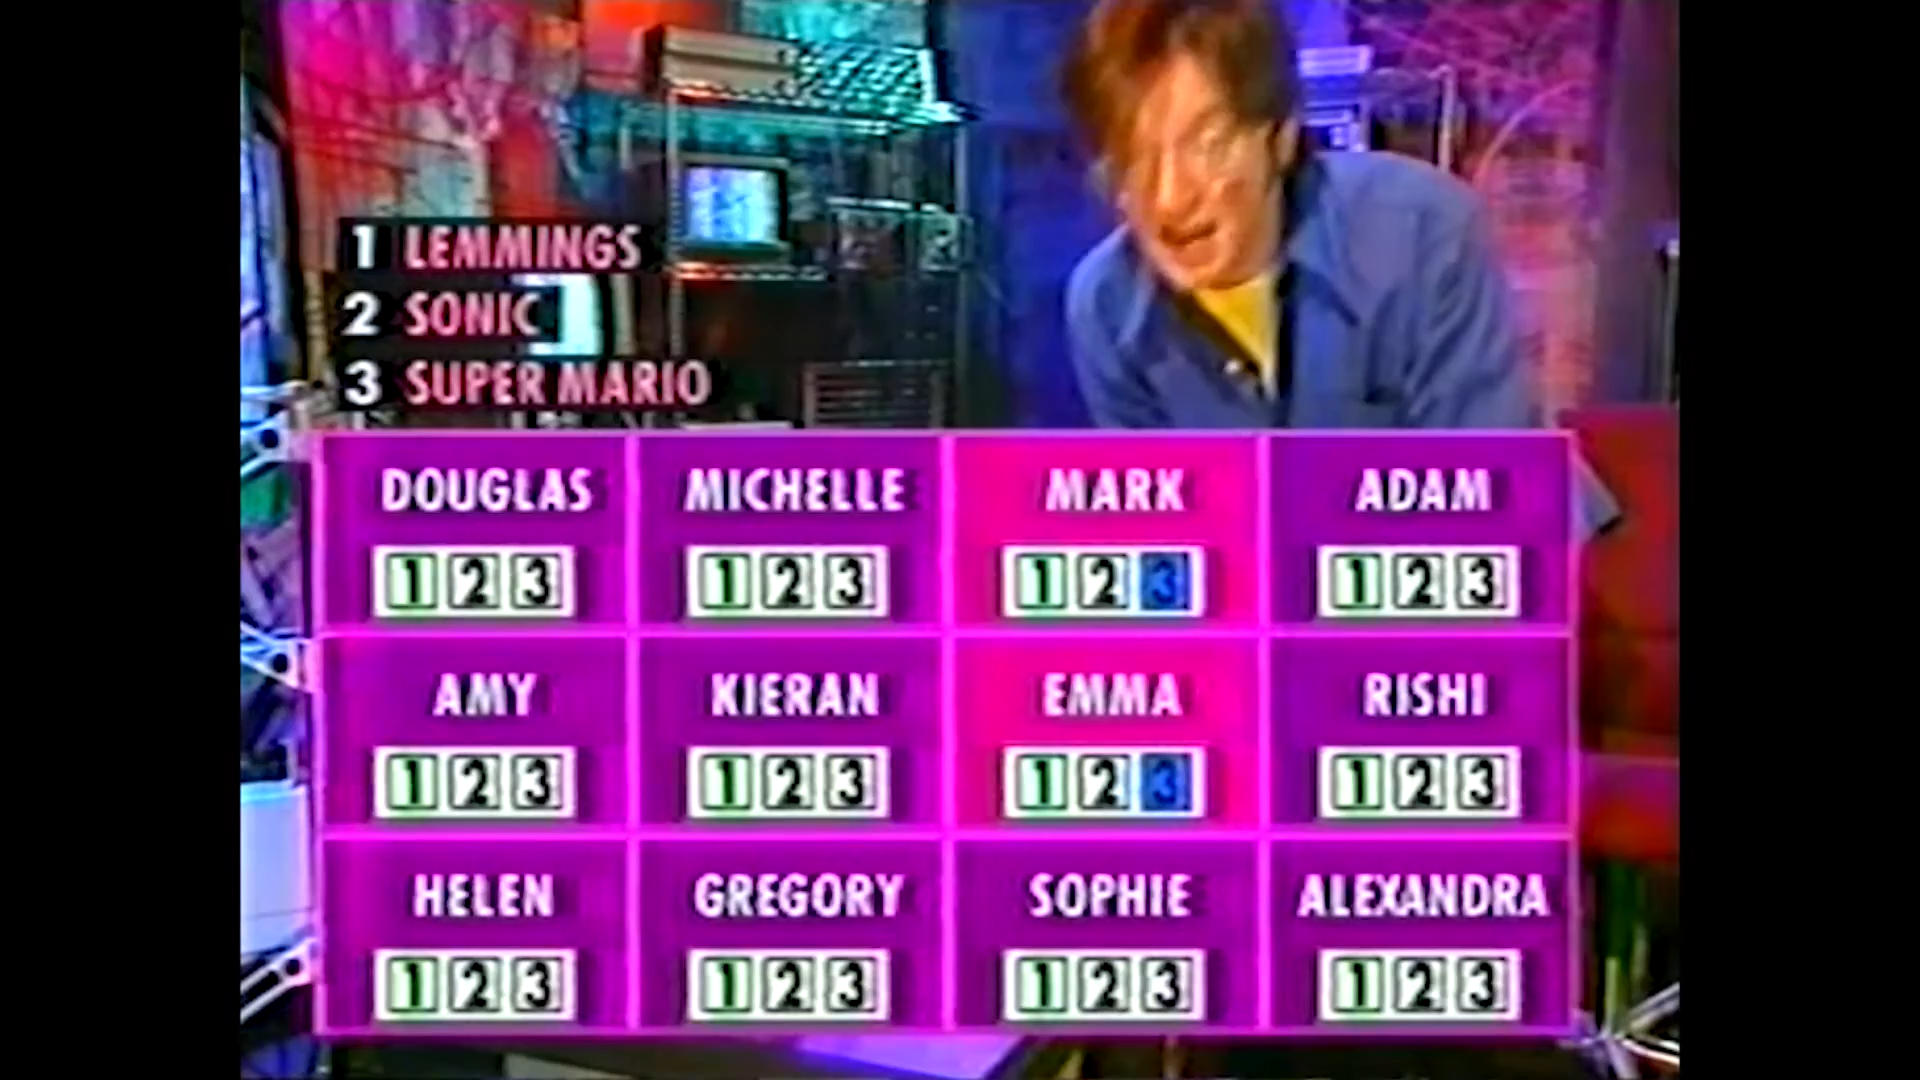 1 LEMMINGS
2 SONIC
3 SUPER MARIO
DOUGLAS MICHELLE MARK ADAM
1 2 3 1 2 3 1 2 3 1 2 3
AMY KIERAN EMMA RISHI
1 2 3 1 2 3 1 2 3 1 2 3
HELEN GREGORY SOPHIE ALEXANDRA
1 2 3 1 2 3 1 2 3 1 2 3